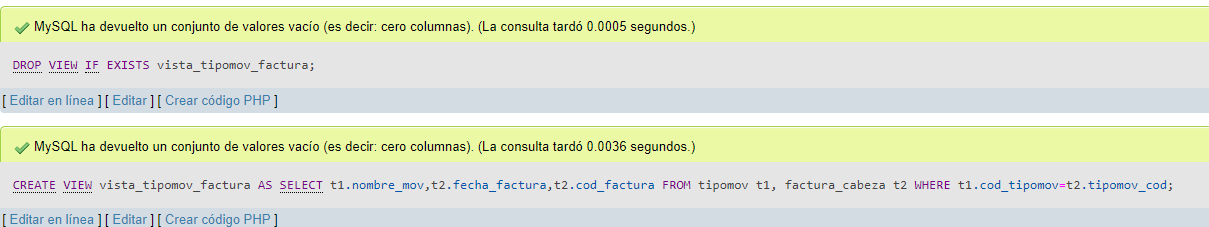 MySQL ha devuelto un conjunto de valores vacío (es decir: cero columnas). (La consulta tardó 0.0005 segundos.)
DROP VIEW IF EXISTS vista_tipomov_factura;
[ Editar en línea ] [ Editar ] [ Crear código PHP ]
MySQL ha devuelto un conjunto de valores vacío (es decir: cero columnas). (La consulta tardó 0.0036 segundos.)
CREATE VIEW vista_tipomov_factura AS SELECT t1.nombre_mov,t2.fecha_factura,t2.cod_factura FROM tipomov t1, factura_cabeza t2 WHERE t1.cod_tipomov=t2.tipomov_cod;
[ Editar en línea ] [ Editar ] [ Crear código PHP ]